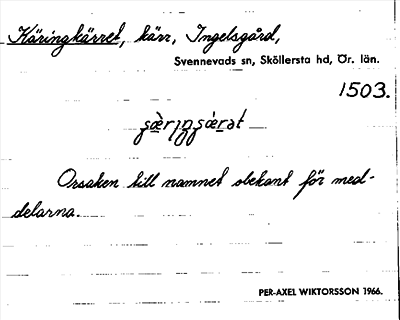 Käringkärret, kärr, Ingelsgård,
Svennevads sn, Sköllersta hd, Ör. län.
1503.
Orsaken till namnet obekant för med-
delarna.
PER-AXEL WIKTORSSON 1966.